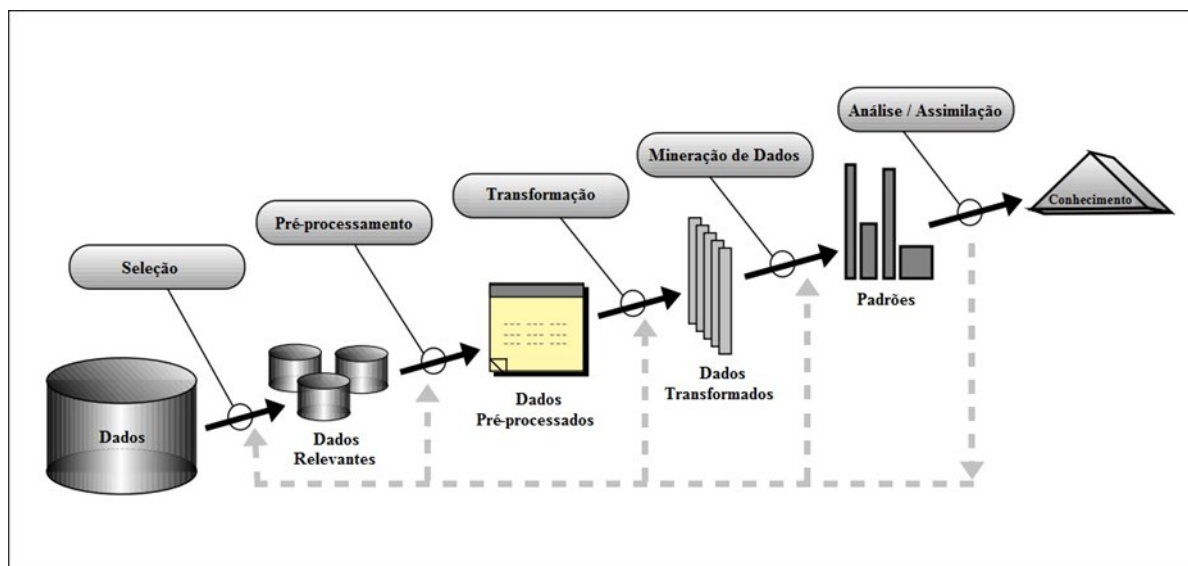 Análise / Assimilação
Mineração de Dados
Transformação
Pré-processamento
Seleção
Conhecimento
Padrões
Dados
Transformados
Dados
Pré-processados
Dados
Relevantes
Dados